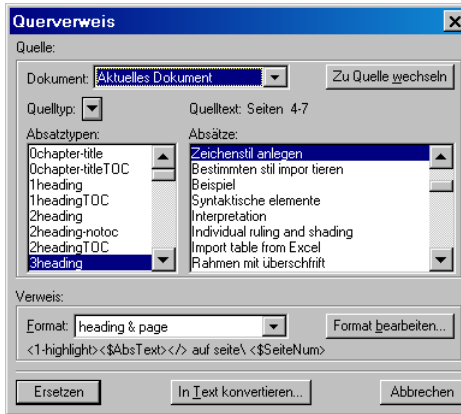 Querverweis
Quelle:
Dokument: Aktuelles Dokument
Zu Quelle wechseln
Quelltyp:
Quelltext: Seiten 4-7
Absatztypen:
Absätze:
0chapter-title
0chapter-titleTOC
1heading
1headingTOC
2heading
2heading-notoc
2headingTOC
3heading
Zeichenstil anlegen
Bestimmten stil impor tieren
Beispiel
Syntaktische elemente
Interpretation
Individual ruling and shading
Import table from Excel
Rahmen mit überschfrift
Verweis:
Format: heading & page
Format bearbeiten...
<1-highlight><$AbsText></> auf seite\ <$SeiteNum>
Ersetzen
In Text konvertieren...
Abbrechen